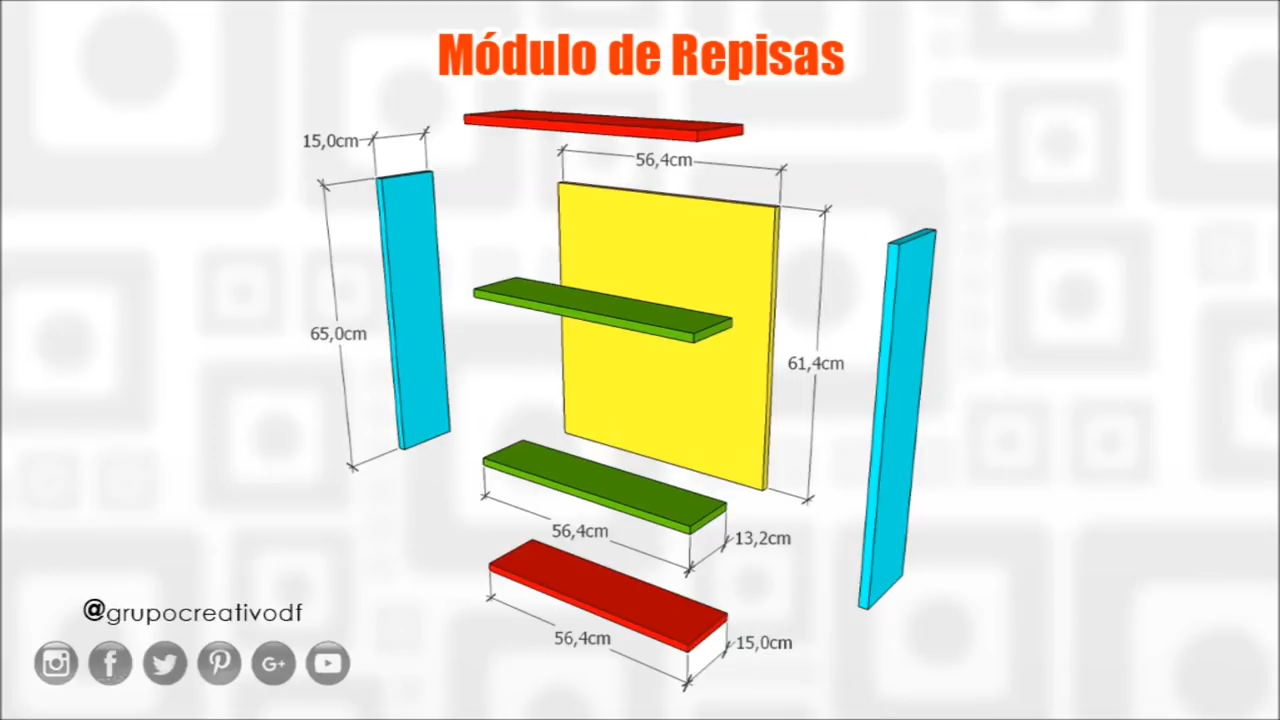 Módulo de Repisas
15,0cm
56,4cm
65,0cm
61,4cm
56,4cm
13,2cm
56,4cm
15,0cm
@grupocreativodf
G+